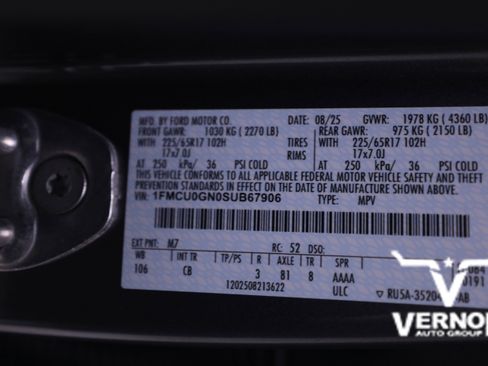 MFD. BY FORD MOTOR CO. DATE: 08/25 GVWR: 1978 KG ( 4360 LB)
FRONT GAWR: 1030 KG ( 2270 LB) REAR GAWR: 975 KG ( 2150 LB)
WITH 225/65R17 102H TIRES WITH 225/65R17 102H
17x7.0J RIMS 17x7.0J
AT 250 kPa/ 36 PSI COLD AT 250 kPa/ 36 PSI COLD
THIS VEHICLE CONFORMS TO ALL APPLICABLE FEDERAL MOTOR VEHICLE SAFETY AND THEFT
PREVENTION STANDARDS IN EFFECT ON THE DATE OF MANUFACTURE SHOWN ABOVE.
VIN: 1FMCU0GN0SUB67906 TYPE: MPV
EXT PNT: M7 RC: 52 DSO:
WB INT TR TP/PS R AXLE TR SPR
106 CB 3 81 8 AAAA
ULC
1202508213622
0191
VERNON